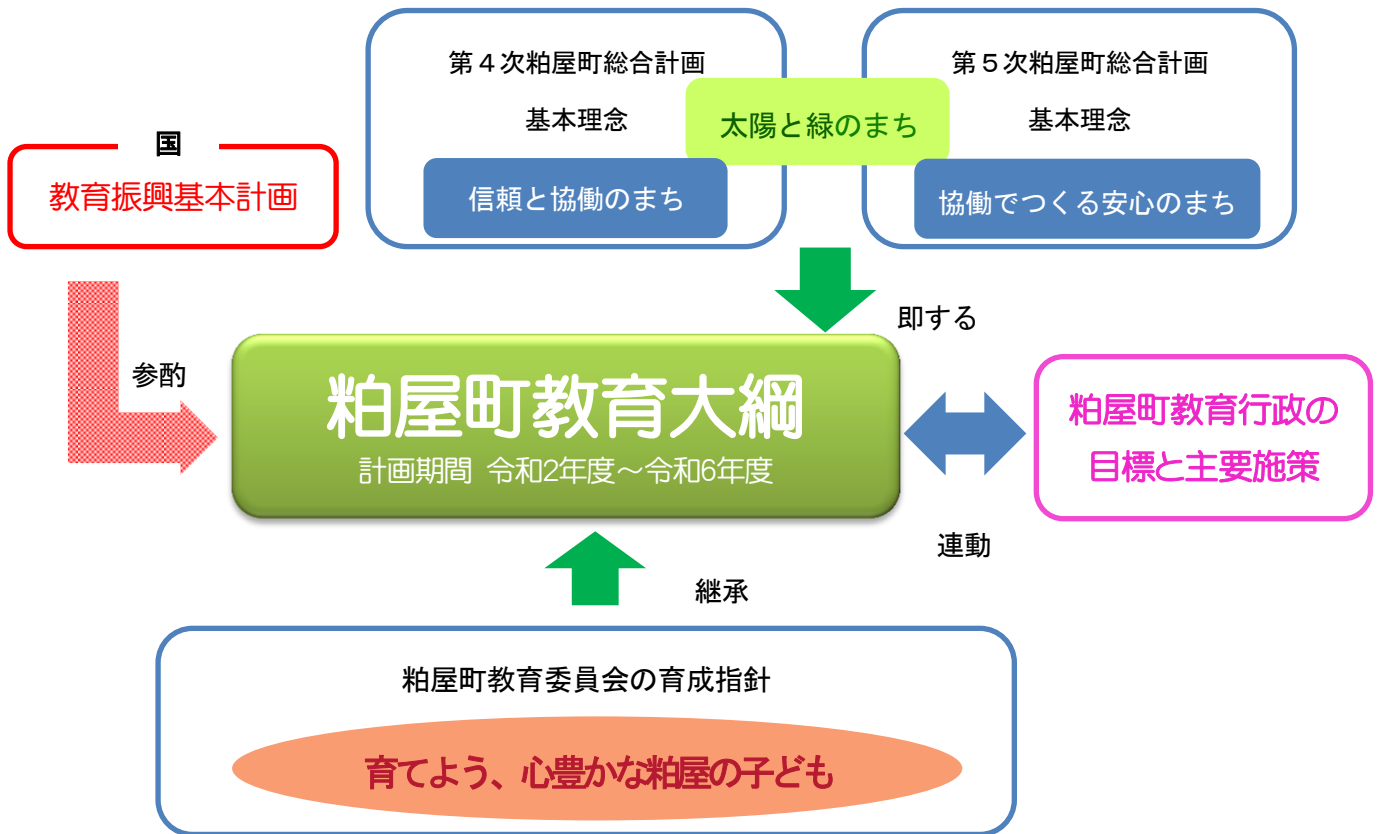 第４次粕屋町総合計画
基本理念
信頼と協働のまち
太陽と緑のまち
第５次粕屋町総合計画
基本理念
協働でつくる安心のまち
国
教育振興基本計画
即する
参酌
粕屋町教育大綱
計画期間 令和2年度～令和6年度
粕屋町教育行政の
目標と主要施策
連動
継承
粕屋町教育委員会の育成指針
育てよう、心豊かな粕屋の子ども